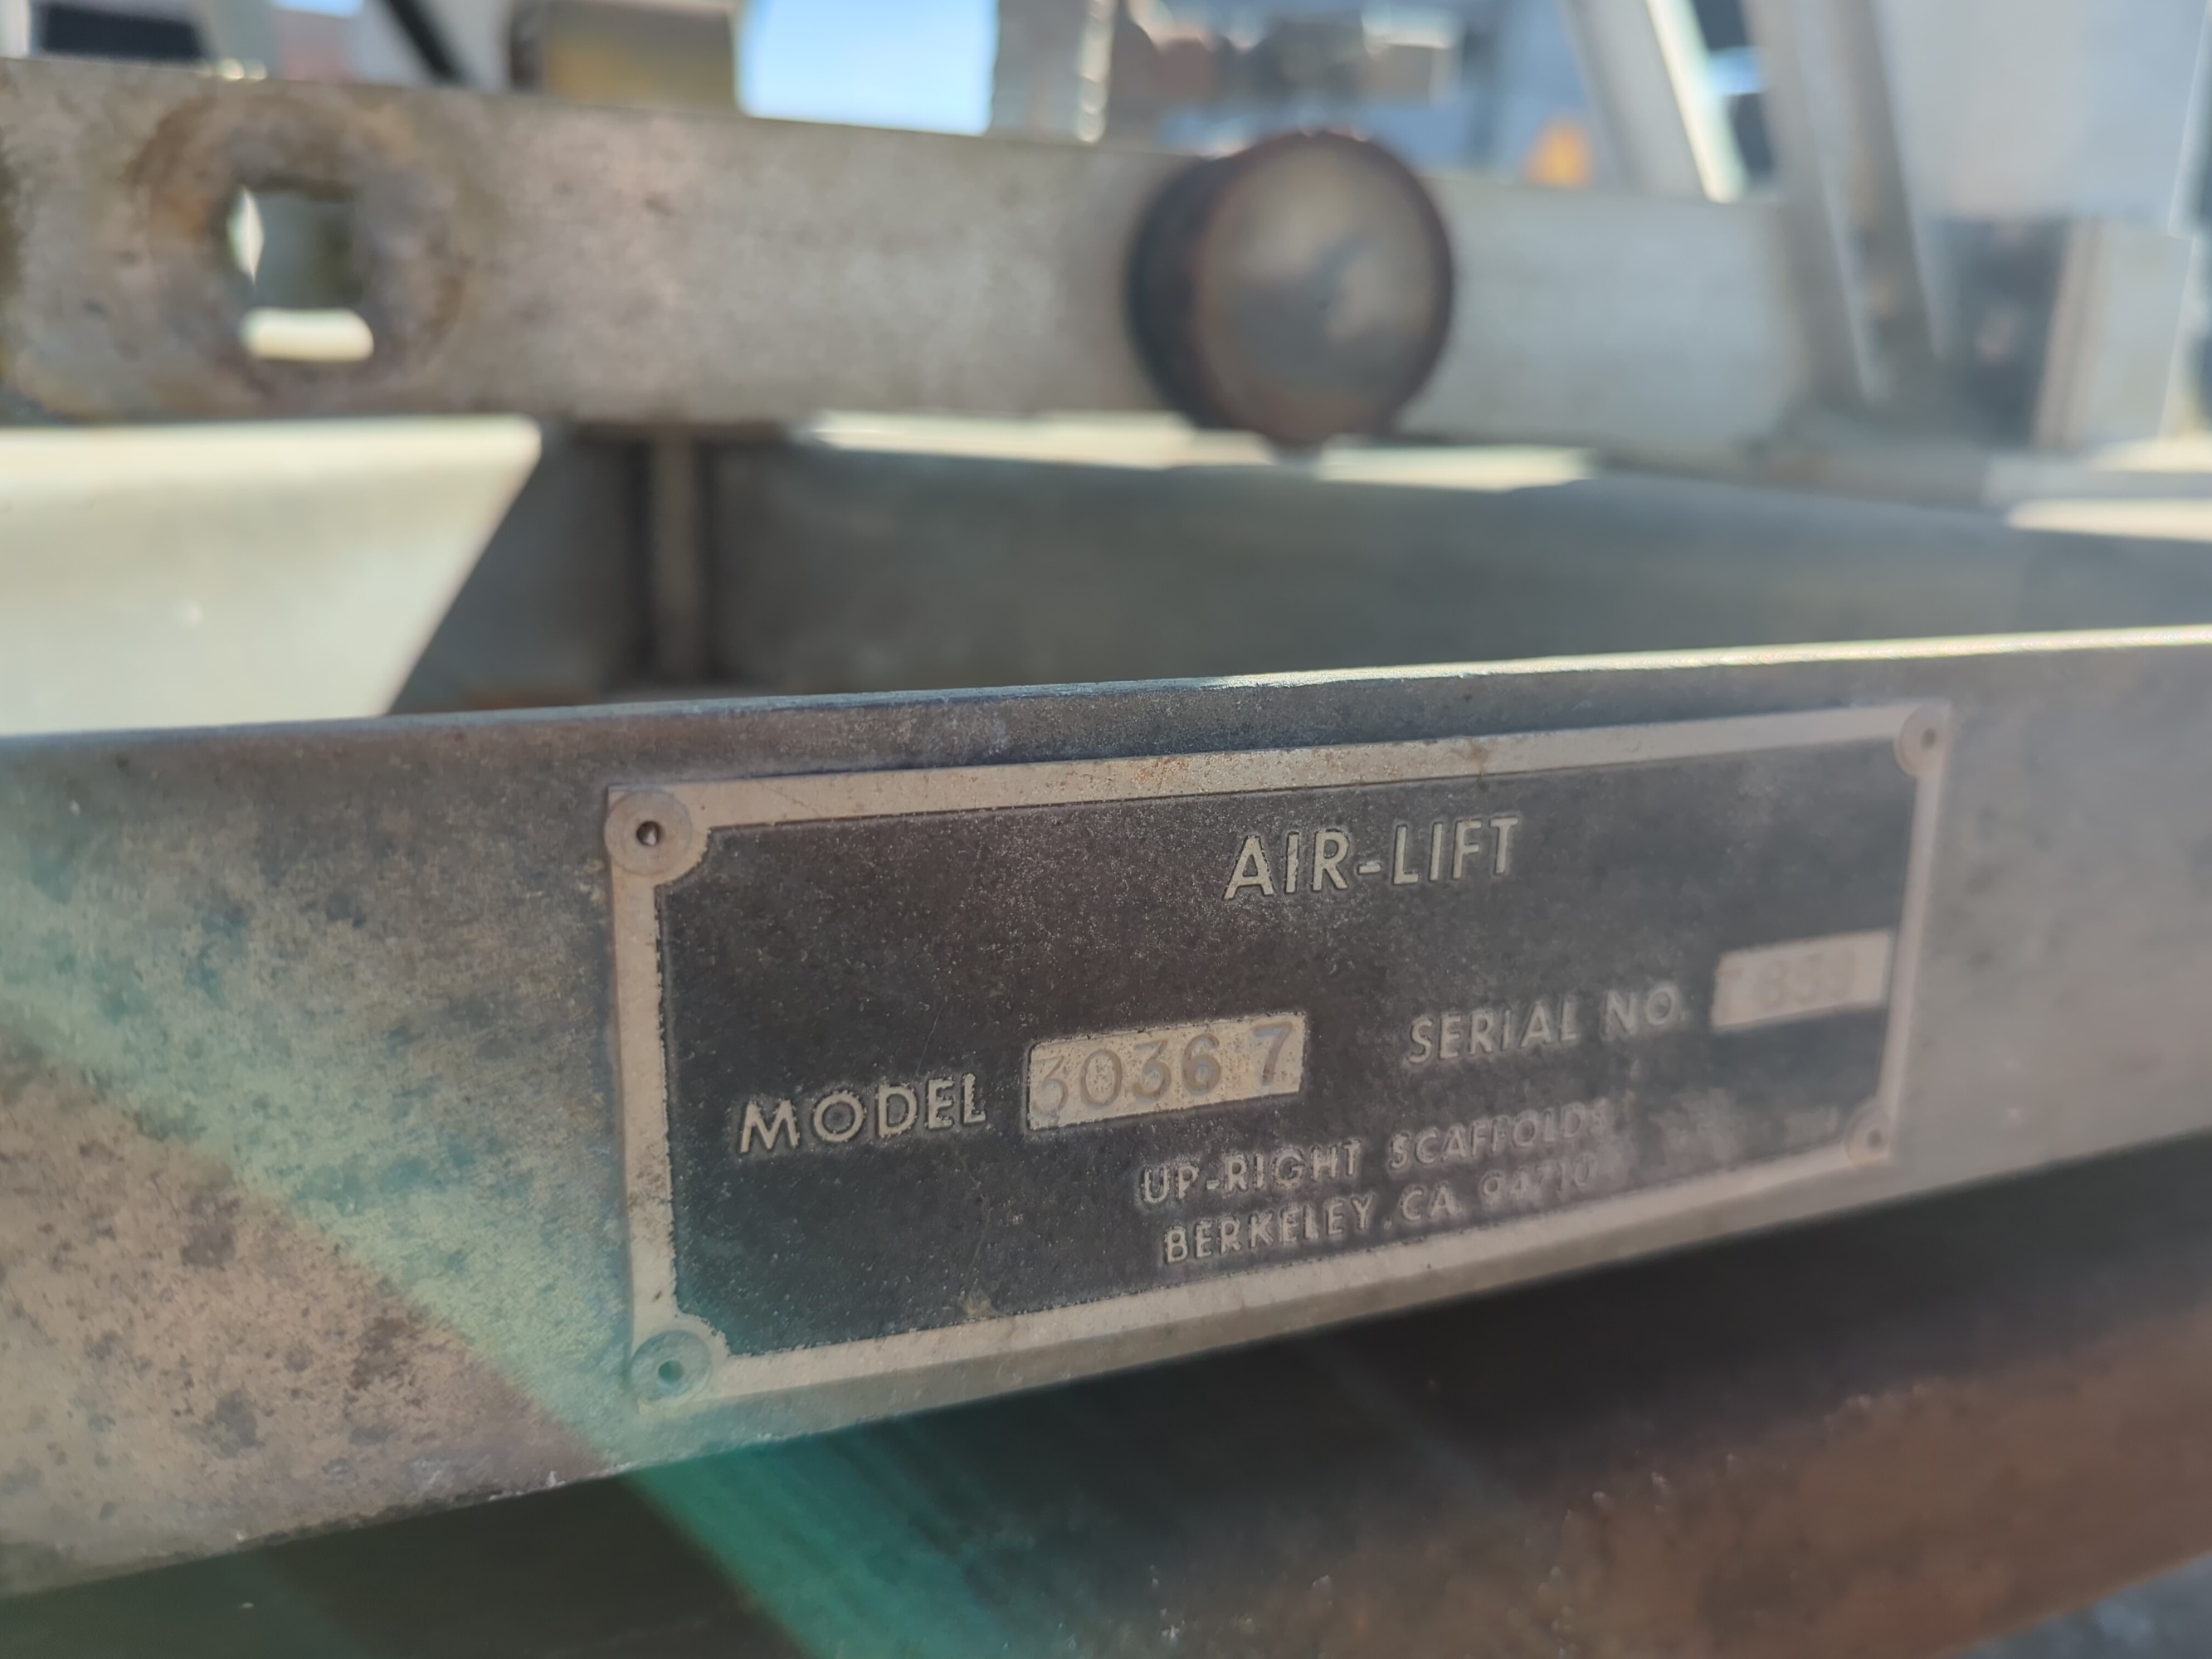 AIR-LIFT
MODEL 3036 7 SERIAL NO.
UP-RIGHT SCAFFOLDS
BERKELEY, CA. 94710